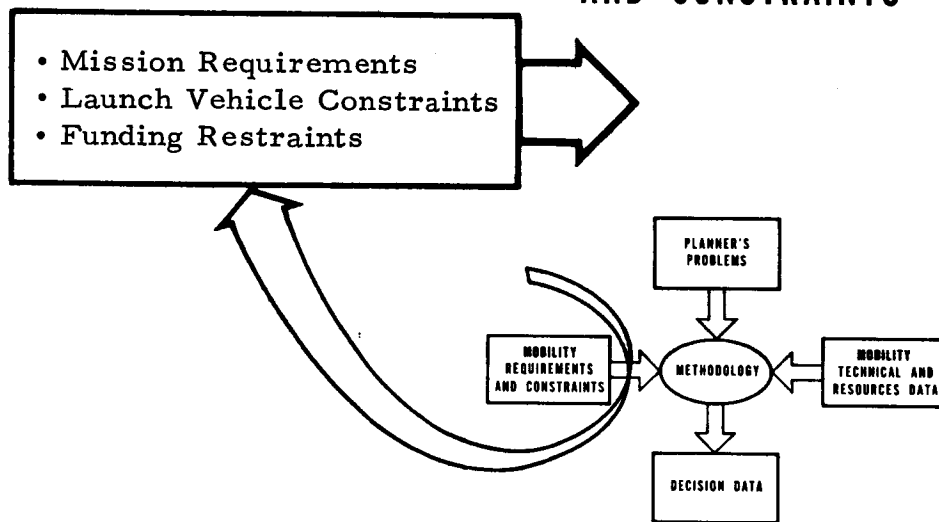 AND CONSTRAINTS
• Mission Requirements
• Launch Vehicle Constraints
• Funding Restraints
PLANNER'S
PROBLEMS
MOBILITY
REQUIREMENTS
AND CONSTRAINTS
METHODOLOGY
MOBILITY
TECHNICAL AND
RESOURCES DATA
DECISION DATA